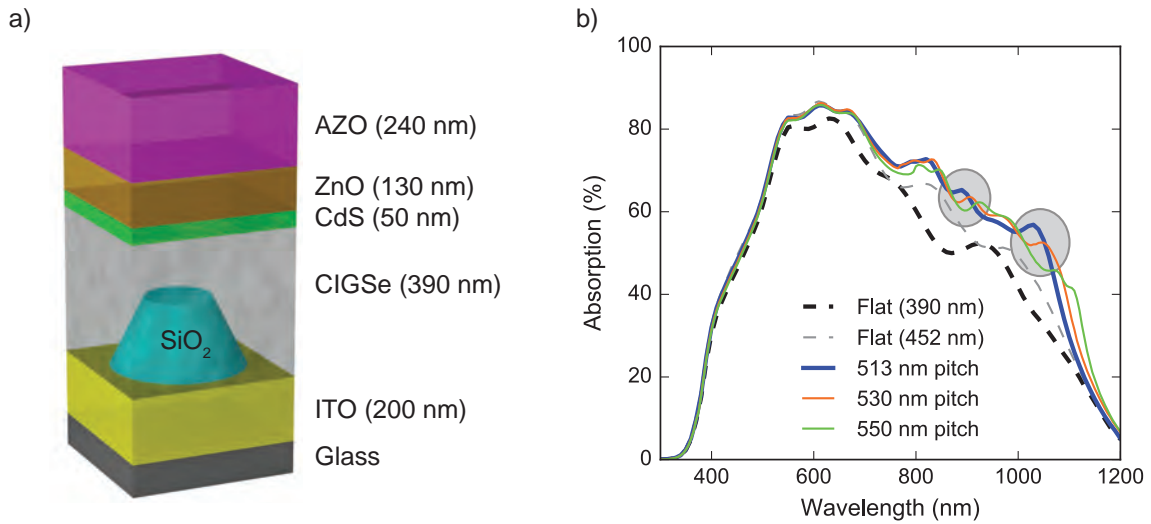 a)
AZO (240 nm)
ZnO (130 nm)
CdS (50 nm)
CIGSe (390 nm)
SiO2
ITO (200 nm)
Glass
b)
100
80
60
40
20
0
Absorption (%)
Flat (390 nm)
Flat (452 nm)
513 nm pitch
530 nm pitch
550 nm pitch
400
600
800
1000
1200
Wavelength (nm)